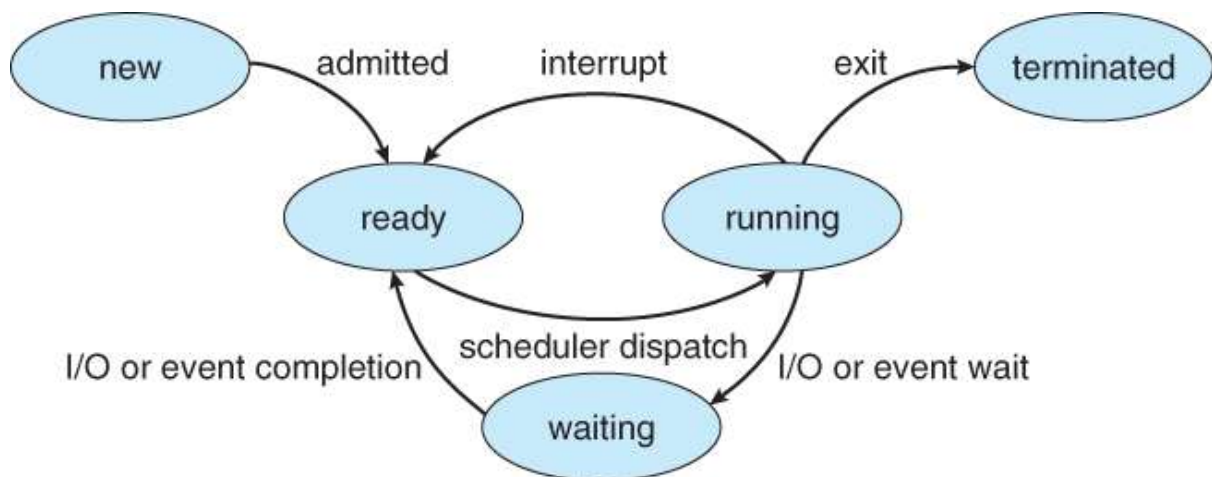 new
admitted
interrupt
exit
terminated
ready
running
scheduler dispatch
I/O or event completion
I/O or event wait
waiting